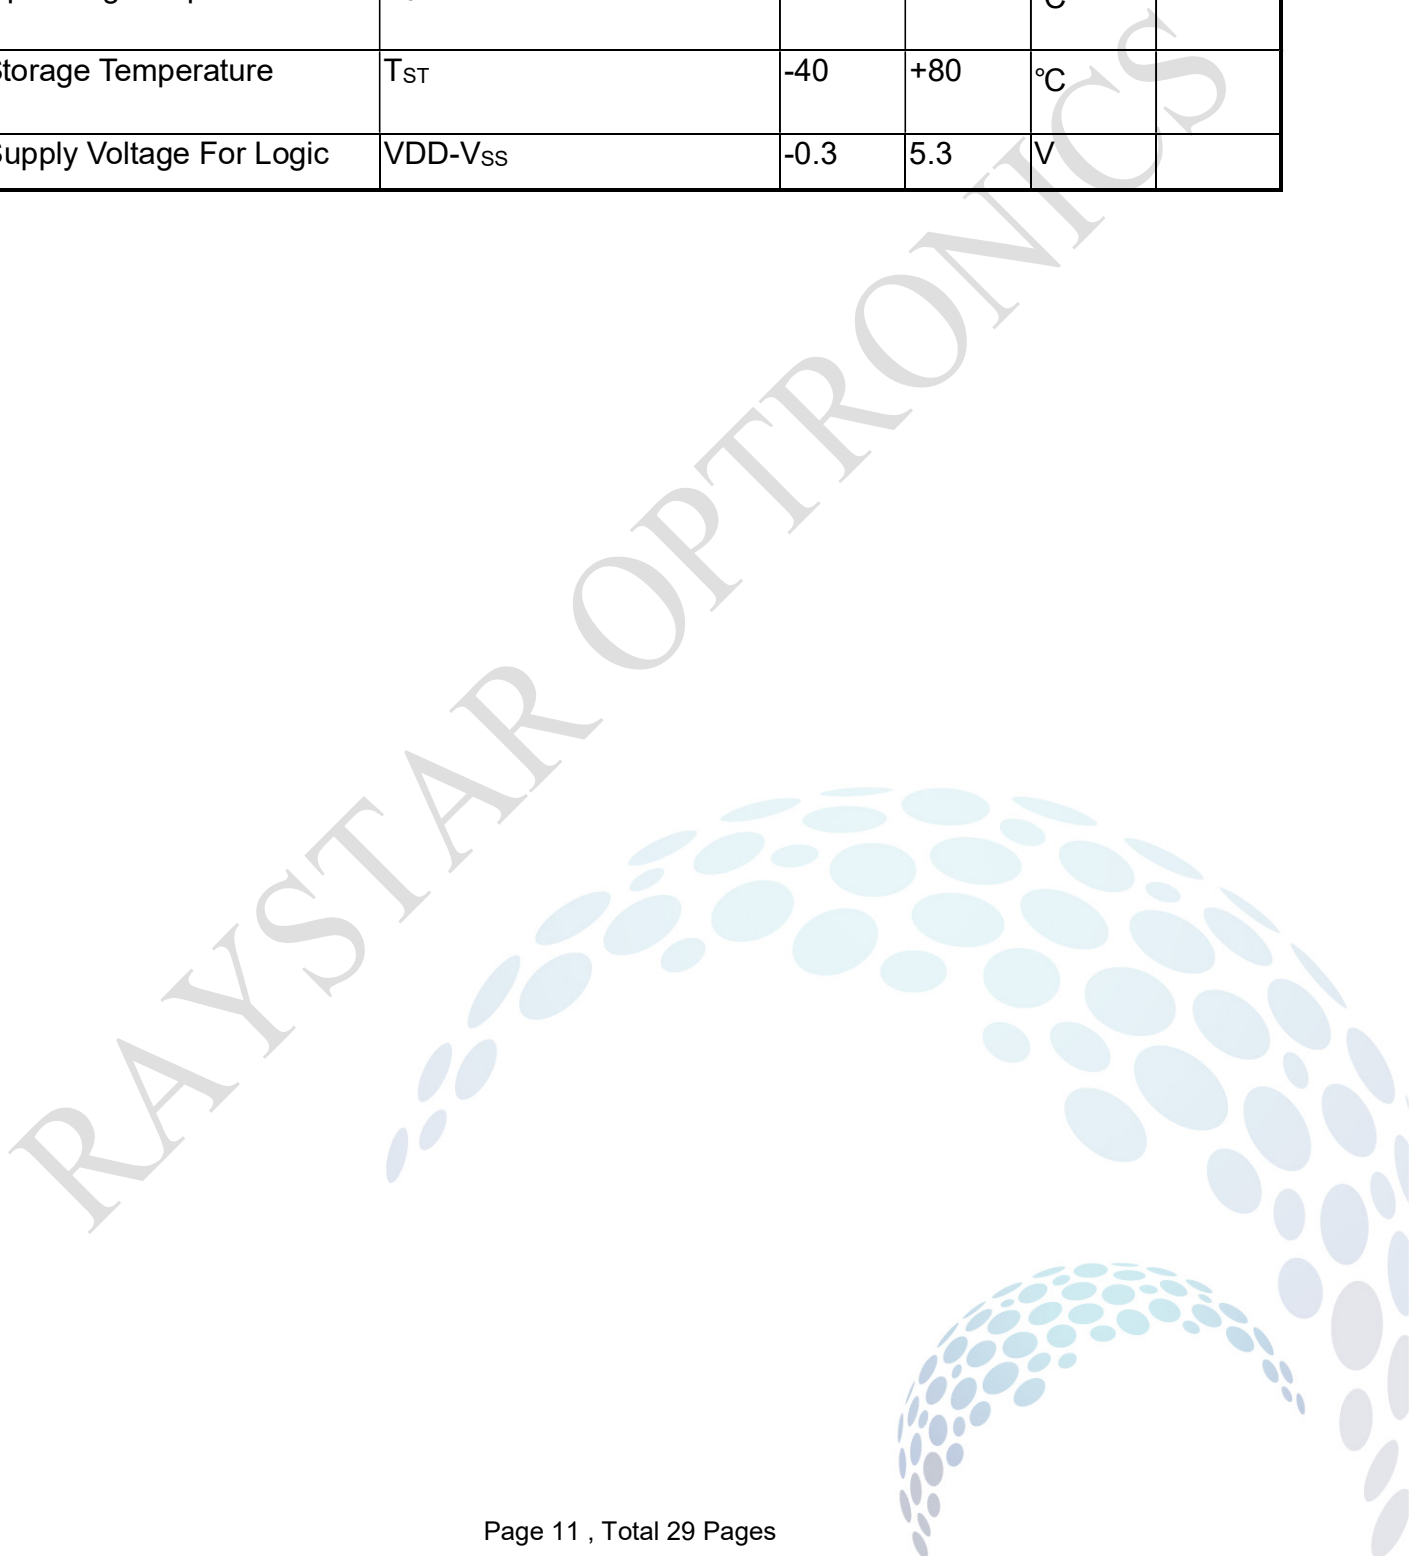 ℃
Storage Temperature TST -40 +80 ℃
Supply Voltage For Logic VDD-VSS -0.3 5.3 V
RAYSTAR OPTRONICS
Page 11 , Total 29 Pages